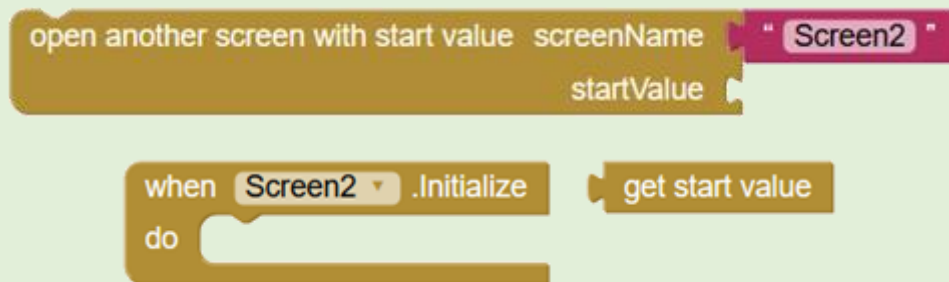 open another screen with start value screenName " Screen2 "
startValue
when Screen2 .Initialize get start value
do